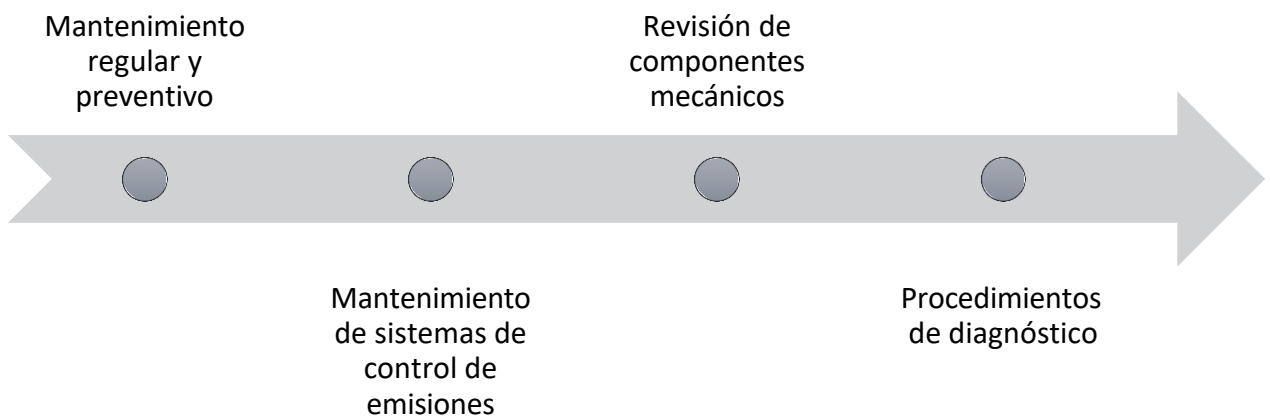 Mantenimiento
regular y
preventivo
Mantenimiento
de sistemas de
control de
emisiones
Revisión de
componentes
mecánicos
Procedimientos
de diagnóstico